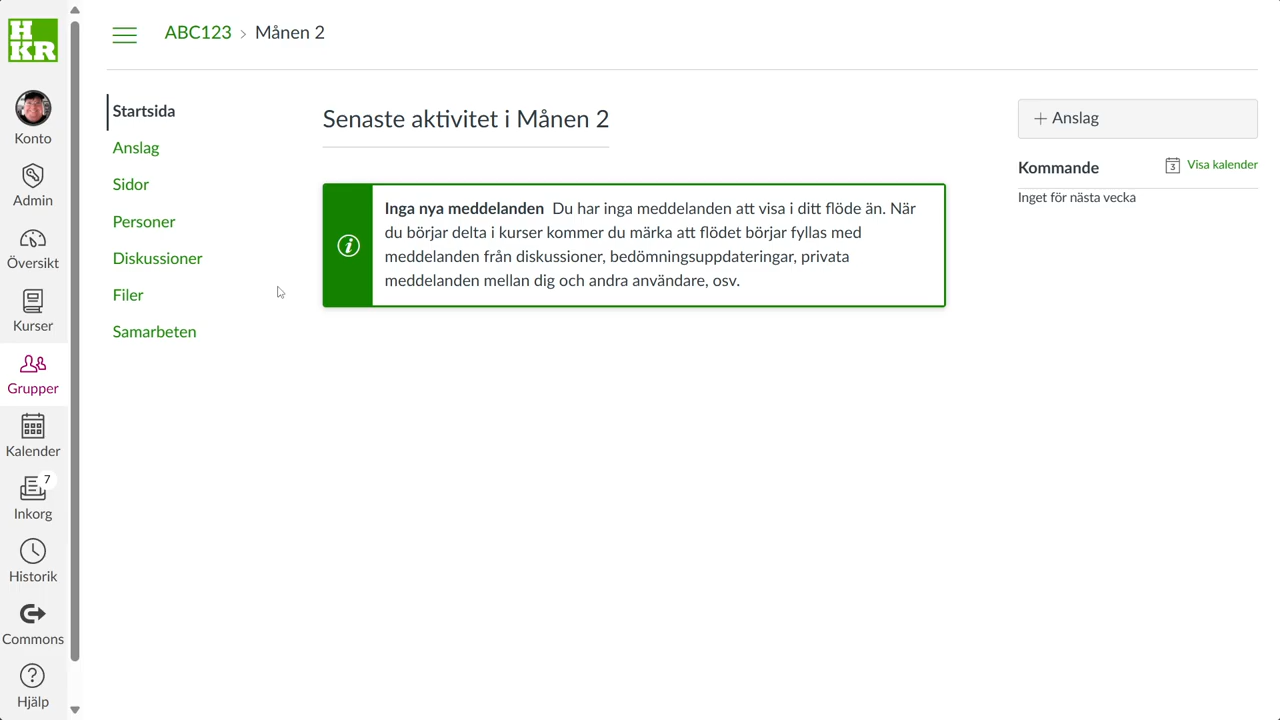 HKR
Konto
Admin
Översikt
Kurser
Grupper
Kalender
7
Inkorg
Historik
Commons
Hjälp
ABC123 > Månen 2
Startsida
Anslag
Sidor
Personer
Diskussioner
Filer
Samarbeten
Senaste aktivitet i Månen 2
Inga nya meddelanden Du har inga meddelanden att visa i ditt flöde än. När
du börjar delta i kurser kommer du märka att flödet börjar fyllas med
meddelanden från diskussioner, bedömningsuppdateringar, privata
meddelanden mellan dig och andra användare, osv.
+ Anslag
Kommande 3 Visa kalender
Inget för nästa vecka